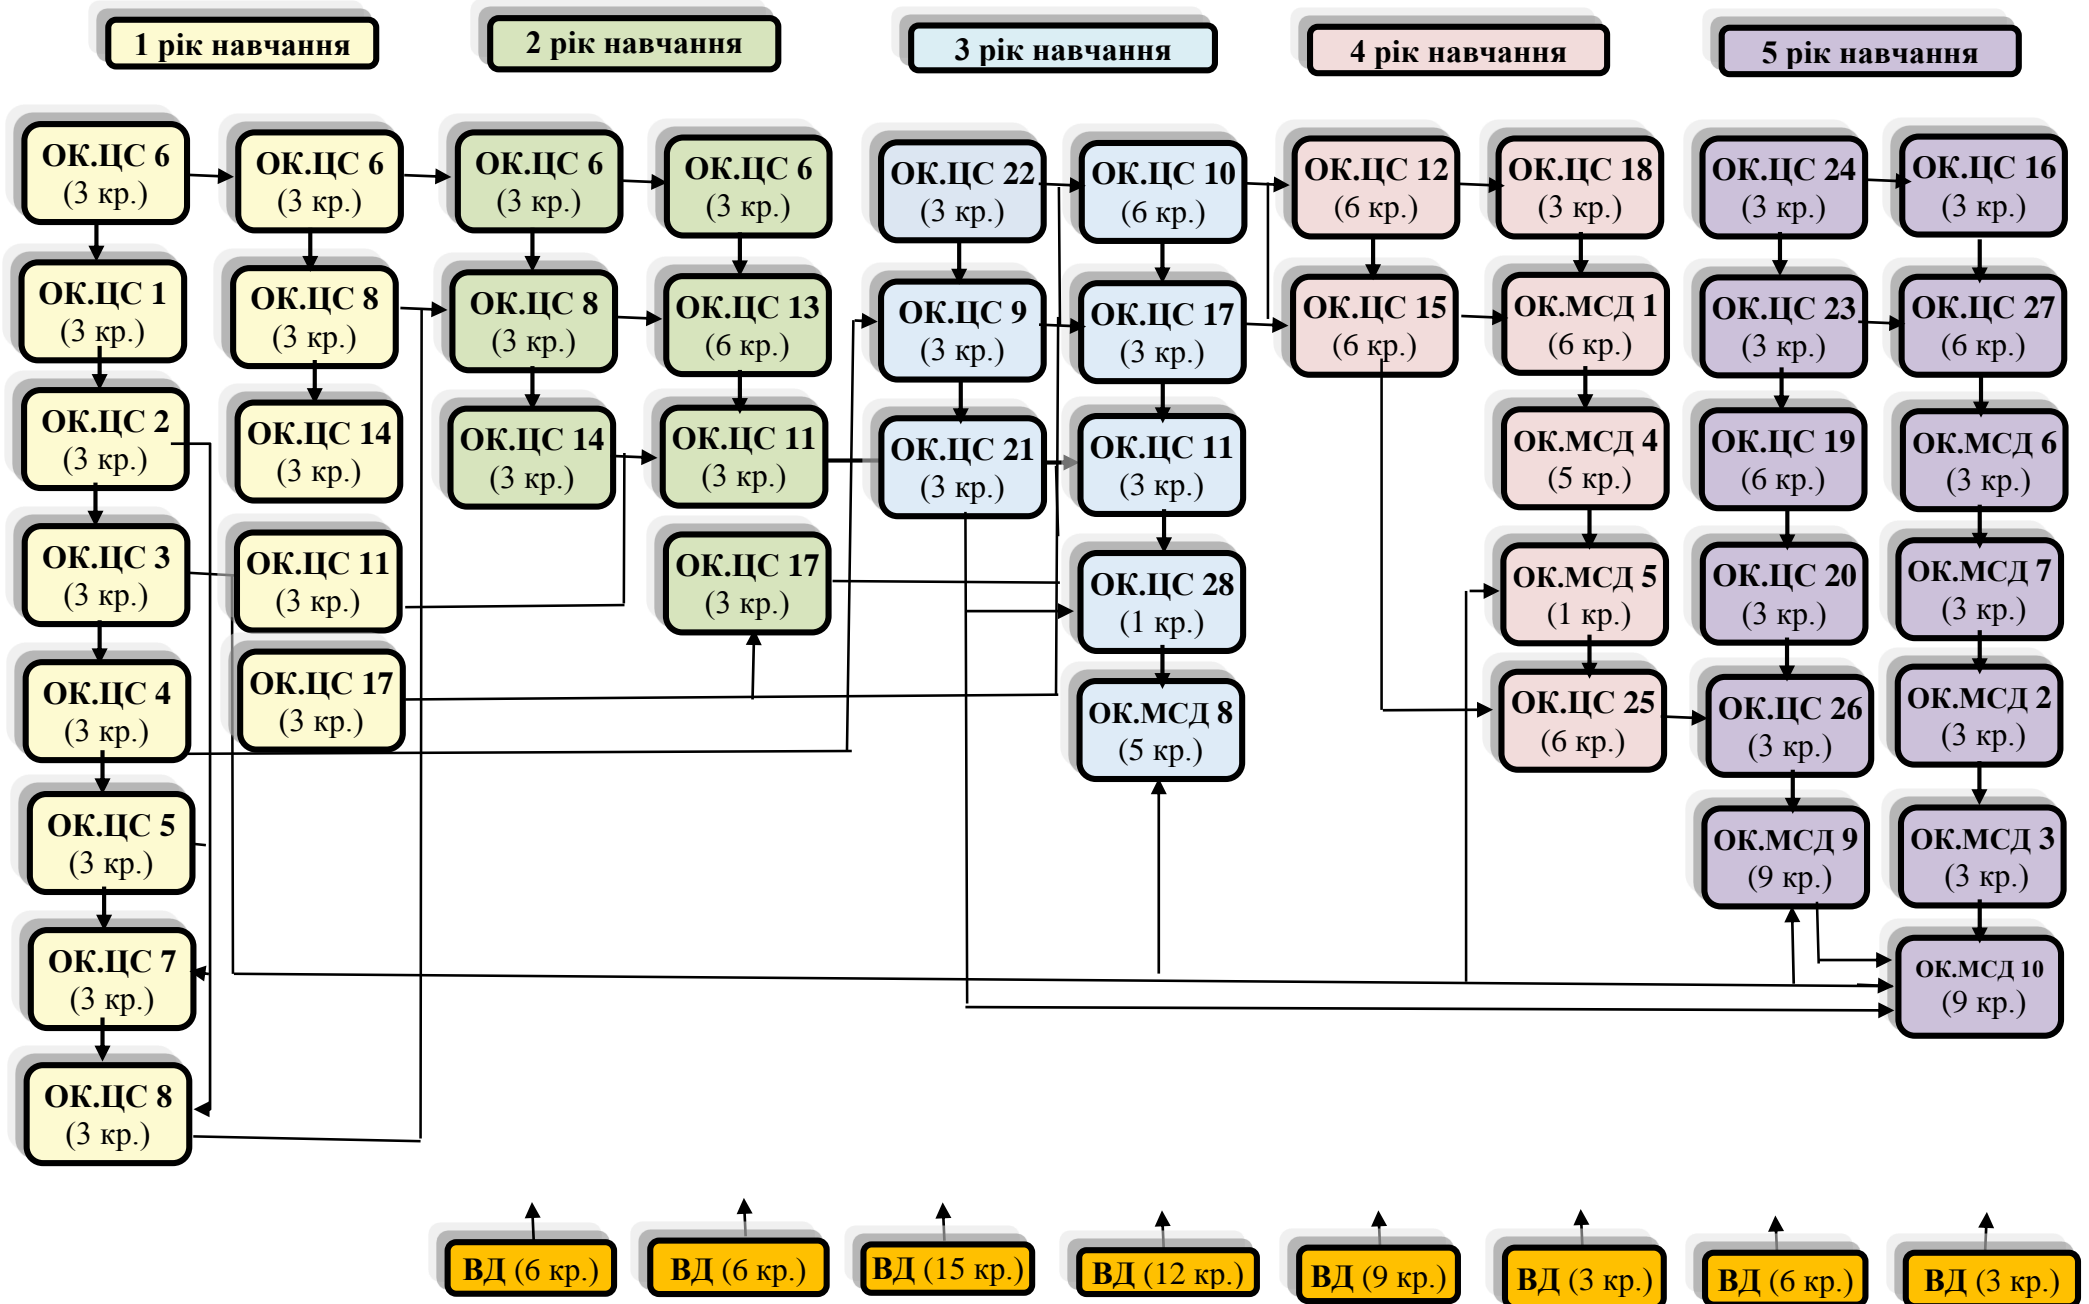 1 рік навчання
2 рік навчання
3 рік навчання
4 рік навчання
5 рік навчання
ОК.ЦС 6
(3 кр.)
ОК.ЦС 1
(3 кр.)
ОК.ЦС 2
(3 кр.)
ОК.ЦС 3
(3 кр.)
ОК.ЦС 4
(3 кр.)
ОК.ЦС 5
(3 кр.)
ОК.ЦС 7
(3 кр.)
ОК.ЦС 8
(3 кр.)
ОК.ЦС 6
(3 кр.)
ОК.ЦС 8
(3 кр.)
ОК.ЦС 14
(3 кр.)
ОК.ЦС 11
(3 кр.)
ОК.ЦС 17
(3 кр.)
ОК.ЦС 6
(3 кр.)
ОК.ЦС 8
(3 кр.)
ОК.ЦС 14
(3 кр.)
ОК.ЦС 6
(3 кр.)
ОК.ЦС 13
(6 кр.)
ОК.ЦС 11
(3 кр.)
ОК.ЦС 17
(3 кр.)
ОК.ЦС 22
(3 кр.)
ОК.ЦС 9
(3 кр.)
ОК.ЦС 21
(3 кр.)
ОК.ЦС 10
(6 кр.)
ОК.ЦС 17
(3 кр.)
ОК.ЦС 11
(3 кр.)
ОК.ЦС 28
(1 кр.)
ОК.МСД 8
(5 кр.)
ОК.ЦС 12
(6 кр.)
ОК.ЦС 15
(6 кр.)
ОК.ЦС 18
(3 кр.)
ОК.МСД 1
(6 кр.)
ОК.МСД 4
(5 кр.)
ОК.МСД 5
(1 кр.)
ОК.ЦС 25
(6 кр.)
ОК.ЦС 24
(3 кр.)
ОК.ЦС 23
(3 кр.)
ОК.ЦС 19
(6 кр.)
ОК.ЦС 20
(3 кр.)
ОК.ЦС 26
(3 кр.)
ОК.МСД 9
(9 кр.)
ОК.ЦС 16
(3 кр.)
ОК.ЦС 27
(6 кр.)
ОК.МСД 6
(3 кр.)
ОК.МСД 7
(3 кр.)
ОК.МСД 2
(3 кр.)
ОК.МСД 3
(3 кр.)
ОК.МСД 10
(9 кр.)
ВД (6 кр.)
ВД (6 кр.)
ВД (15 кр.)
ВД (12 кр.)
ВД (9 кр.)
ВД (3 кр.)
ВД (6 кр.)
ВД (3 кр.)